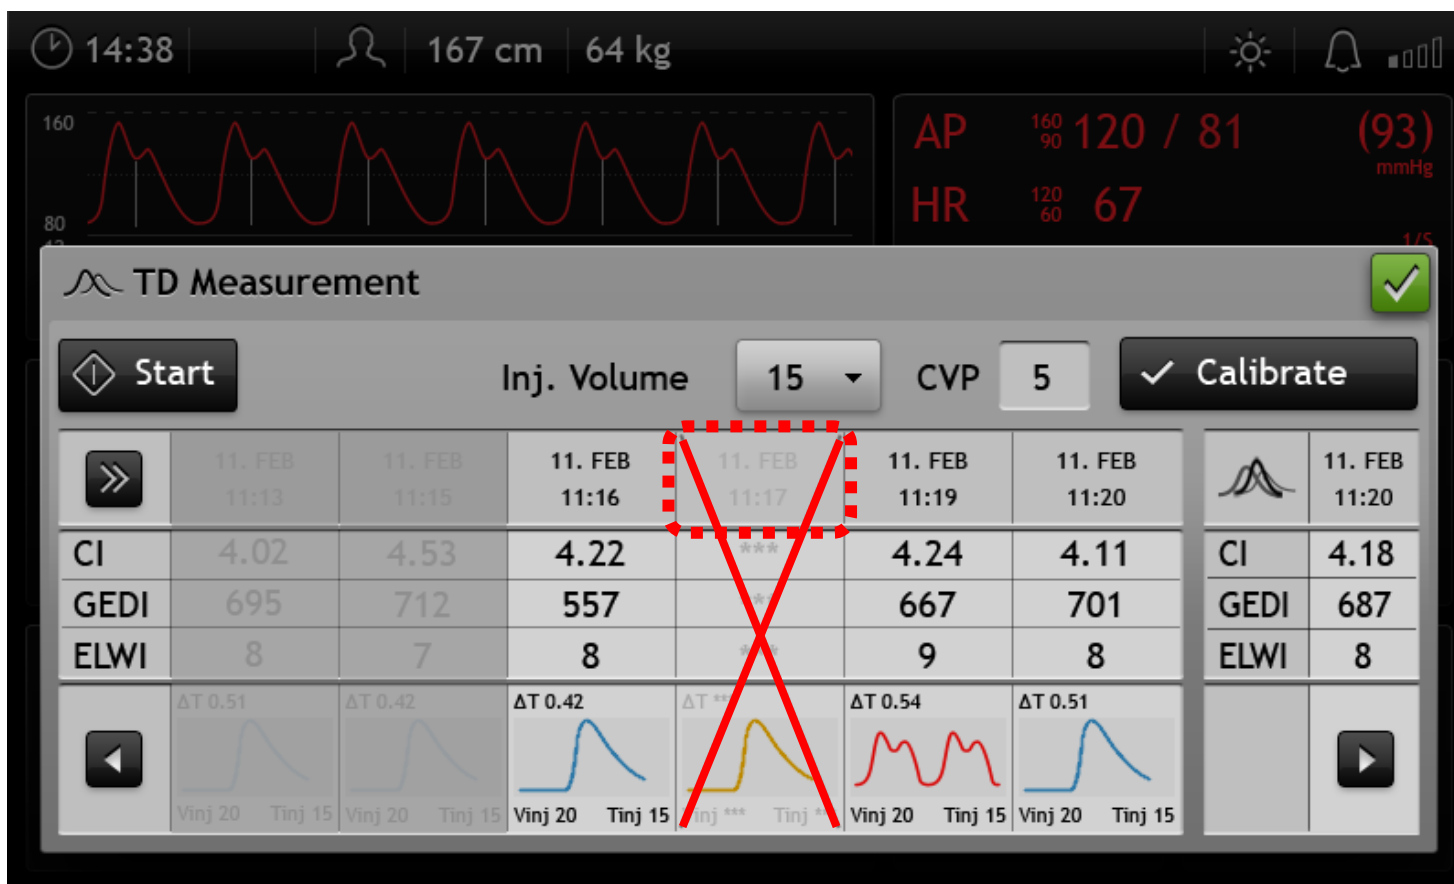 14:38 167 cm 64 kg
160
80
AP 160 90 120 / 81 (93)
mmHg
HR 120 60 67
1/5
TD Measurement
Start Inj. Volume 15 CVP 5 Calibrate
11. FEB 11. FEB 11. FEB 11. FEB 11. FEB 11. FEB 11. FEB
11:13 11:15 11:16 11:17 11:19 11:20 11:20
CI 4.02 4.53 4.22 *** 4.24 4.11 CI 4.18
GEDI 695 712 557 *** 667 701 GEDI 687
ELWI 8 7 8 *** 9 8 ELWI 8
ΔT 0.51 ΔT 0.42 ΔT 0.42 ΔT *** ΔT 0.54 ΔT 0.51
Vinj 20 Tinj 15 Vinj 20 Tinj 15 Vinj 20 Tinj 15 Vinj *** Tinj *** Vinj 20 Tinj 15 Vinj 20 Tinj 15